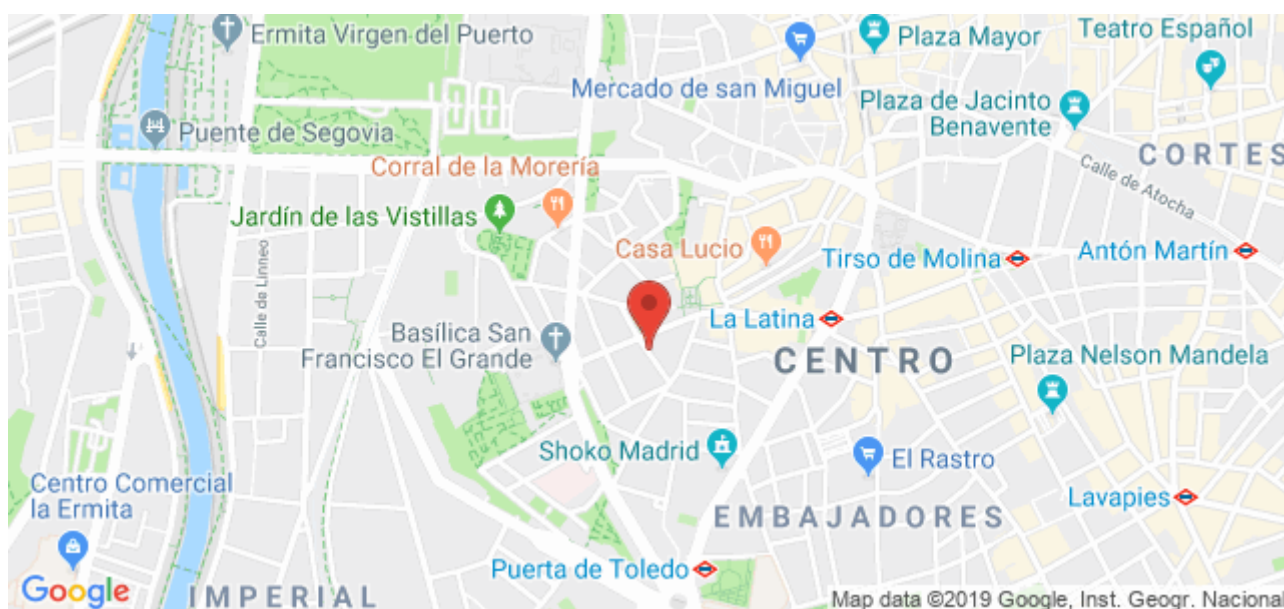 Ermita Virgen del Puerto
Plaza Mayor
Teatro Español
Mercado de san Miguel
Plaza de Jacinto
Benavente
Puente de Segovia
CORTES
Corral de la Morería
Calle de Atocha
Jardín de las Vistillas
Casa Lucio
Tirso de Molina
Antón Martín
Calle de Linneo
La Latina
Basílica San
Francisco El Grande
CENTRO
Plaza Nelson Mandela
Shoko Madrid
El Rastro
Centro Comercial
la Ermita
Lavapies
EMBAJADORES
Puerta de Toledo
Google
IMPERIAL
Map data ©2019 Google, Inst. Geogr. Nacional